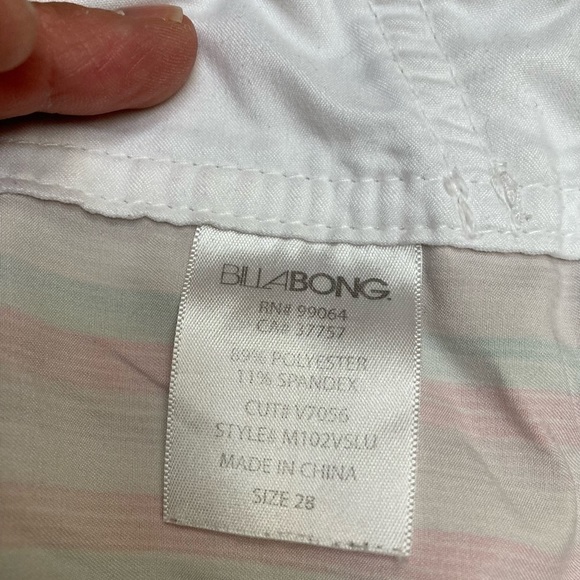 BILLABONG
RN# 99064
CA# 37757
89% POLYESTER
11% SPANDEX
CUT# V7056
STYLE# M102VSLU
MADE IN CHINA
SIZE 28